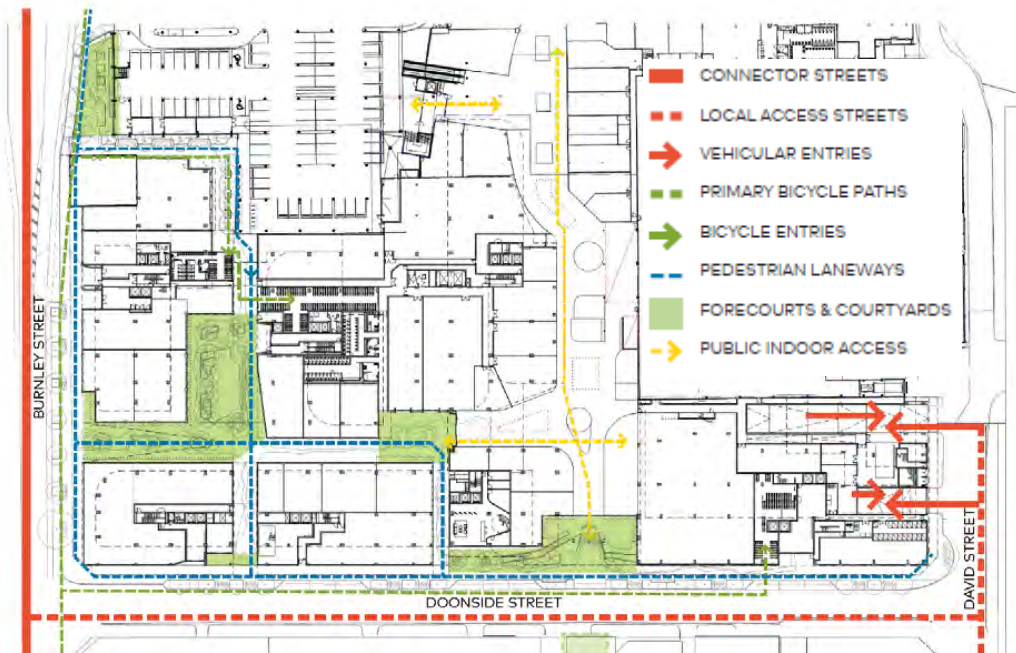 CONNECTOR STREETS
LOCAL ACCESS STREETS
VEHICULAR ENTRIES
PRIMARY BICYCLE PATHS
BICYCLE ENTRIES
PEDESTRIAN LANEWAYS
FORECOURTS & COURTYARDS
PUBLIC INDOOR ACCESS
BURNLEY STREET
DOONSIDE STREET
DAVID STREET